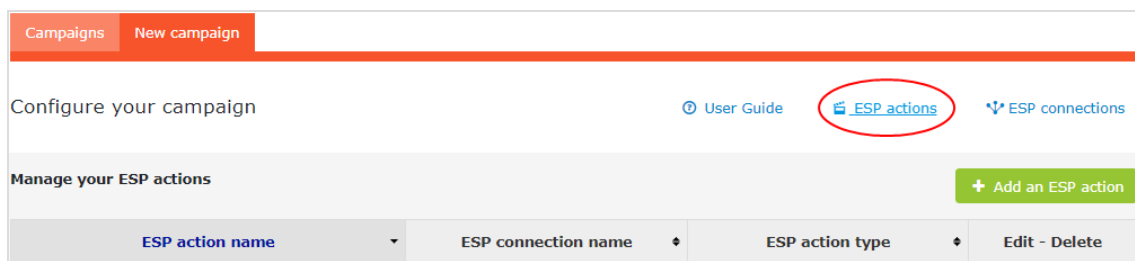 Campaigns New campaign
Configure your campaign User Guide ESP actions ESP connections
Manage your ESP actions + Add an ESP action
ESP action name ESP connection name ESP action type Edit - Delete